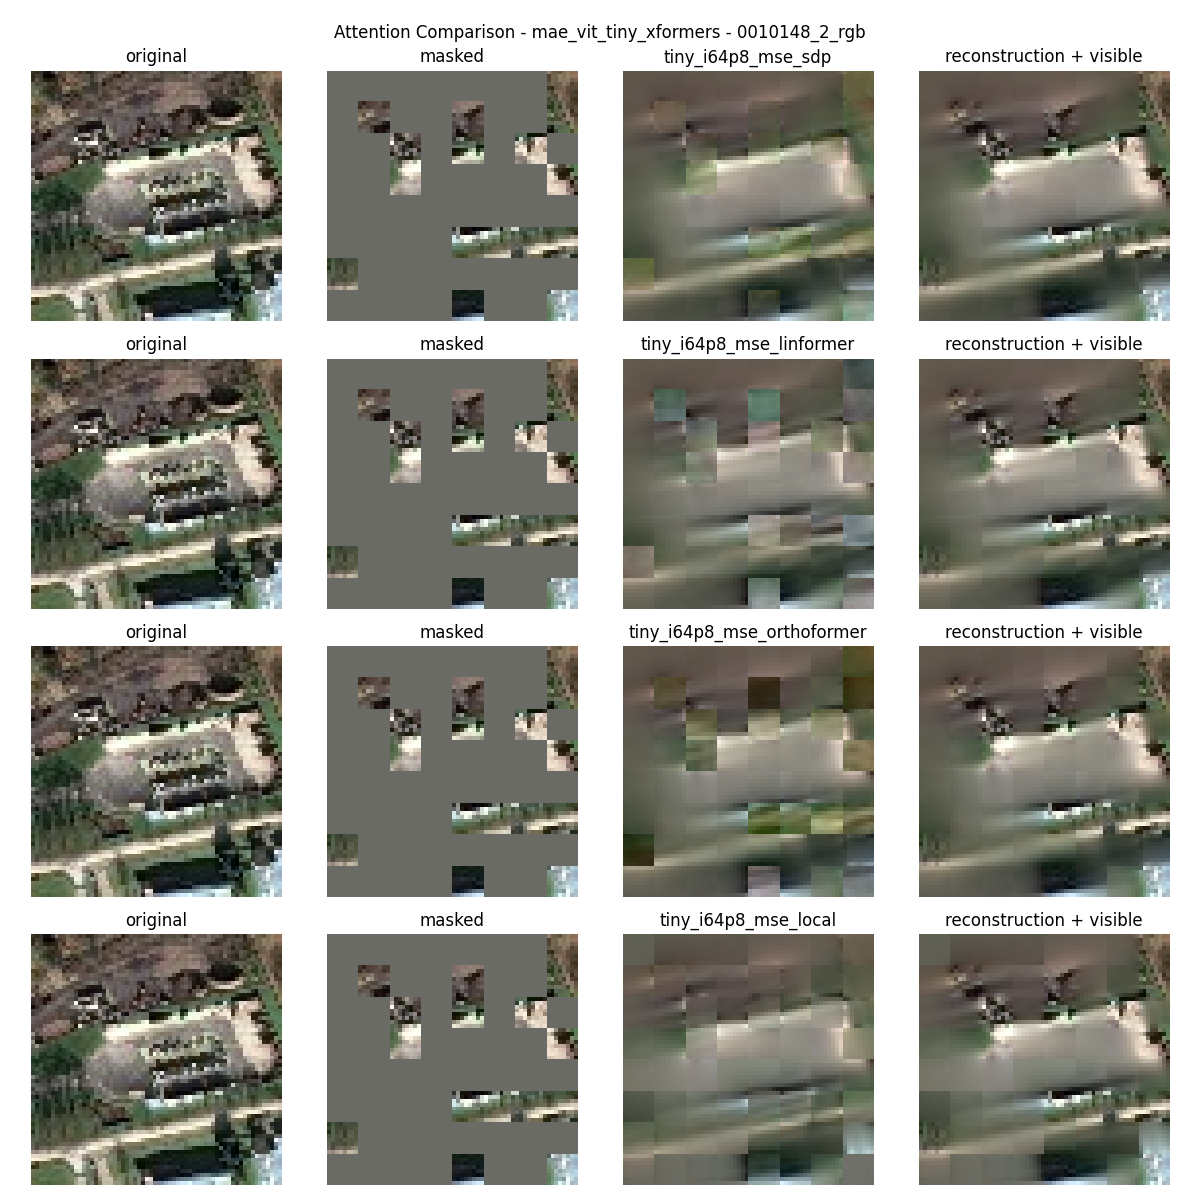 Attention Comparison - mae_vit_tiny_xformers - 0010148_2_rgb
original masked tiny_i64p8_mse_sdp reconstruction + visible
original masked tiny_i64p8_mse_linformer reconstruction + visible
original masked tiny_i64p8_mse_orthoformer reconstruction + visible
original masked tiny_i64p8_mse_local reconstruction + visible